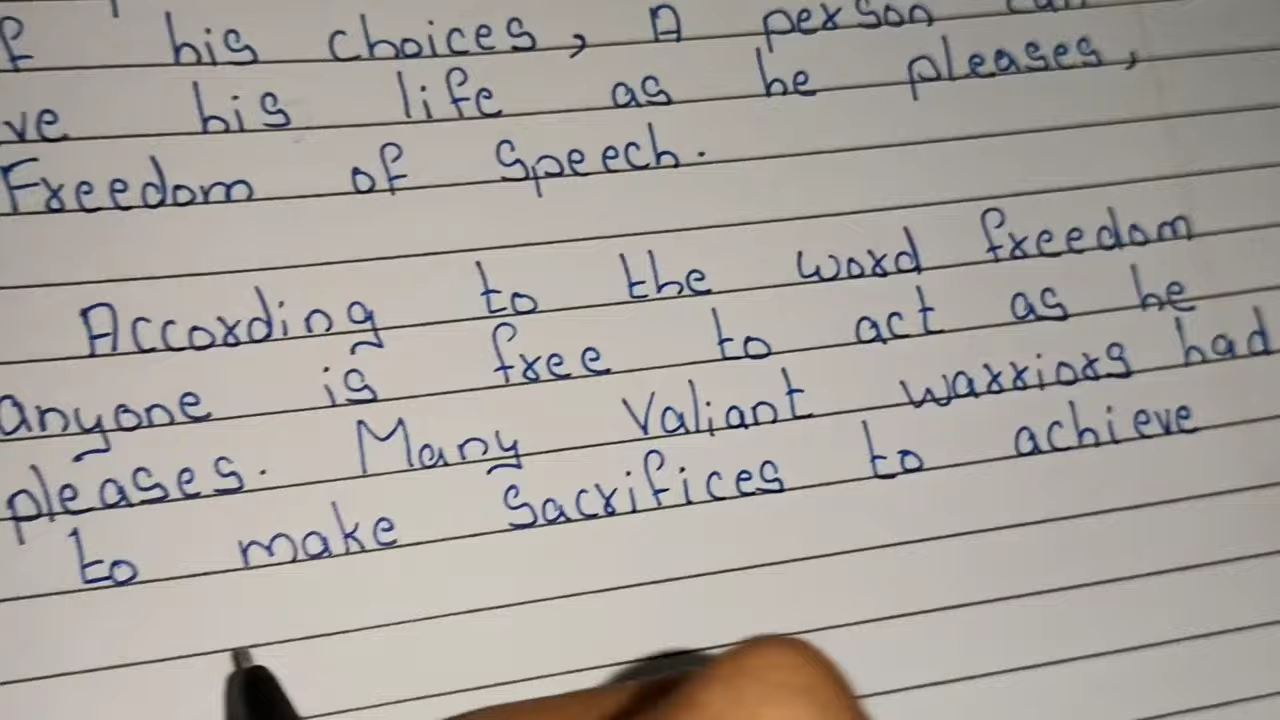 his choices, A person
his life as he pleases,
Freedom of Speech.
According to the word freedom
anyone is free to act as he
pleases. Many Valiant warriors had
to make Sacrifices to achieve